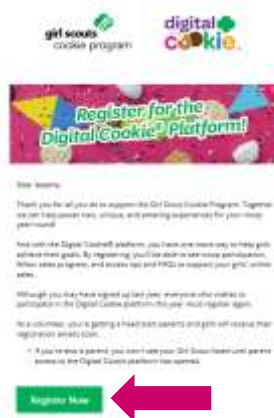 girl scouts
cookie program
digital
cookie
Register for the
Digital Cookie® Platform!
Thank you for all you do to support the Girl Scout Cookie Program. Together
we can help power new, unique, and amazing experiences for your troop
year-round!
And with the Digital Cookie® platform, you have one more way to help girls
achieve their goals. By registering, you'll be able to see troop participation,
follow sales progress, and access tips and FAQs to support your girls' online
sales.
Although you may have signed up last year, everyone who wishes to
participate in the Digital Cookie platform this year must register again.
As a volunteer, you're getting a head start parents and girls will receive their
registration emails soon.
• If you're also a parent, you won't see your Girl Scout listed until parent
access to the Digital Cookie platform has opened.
Register Now